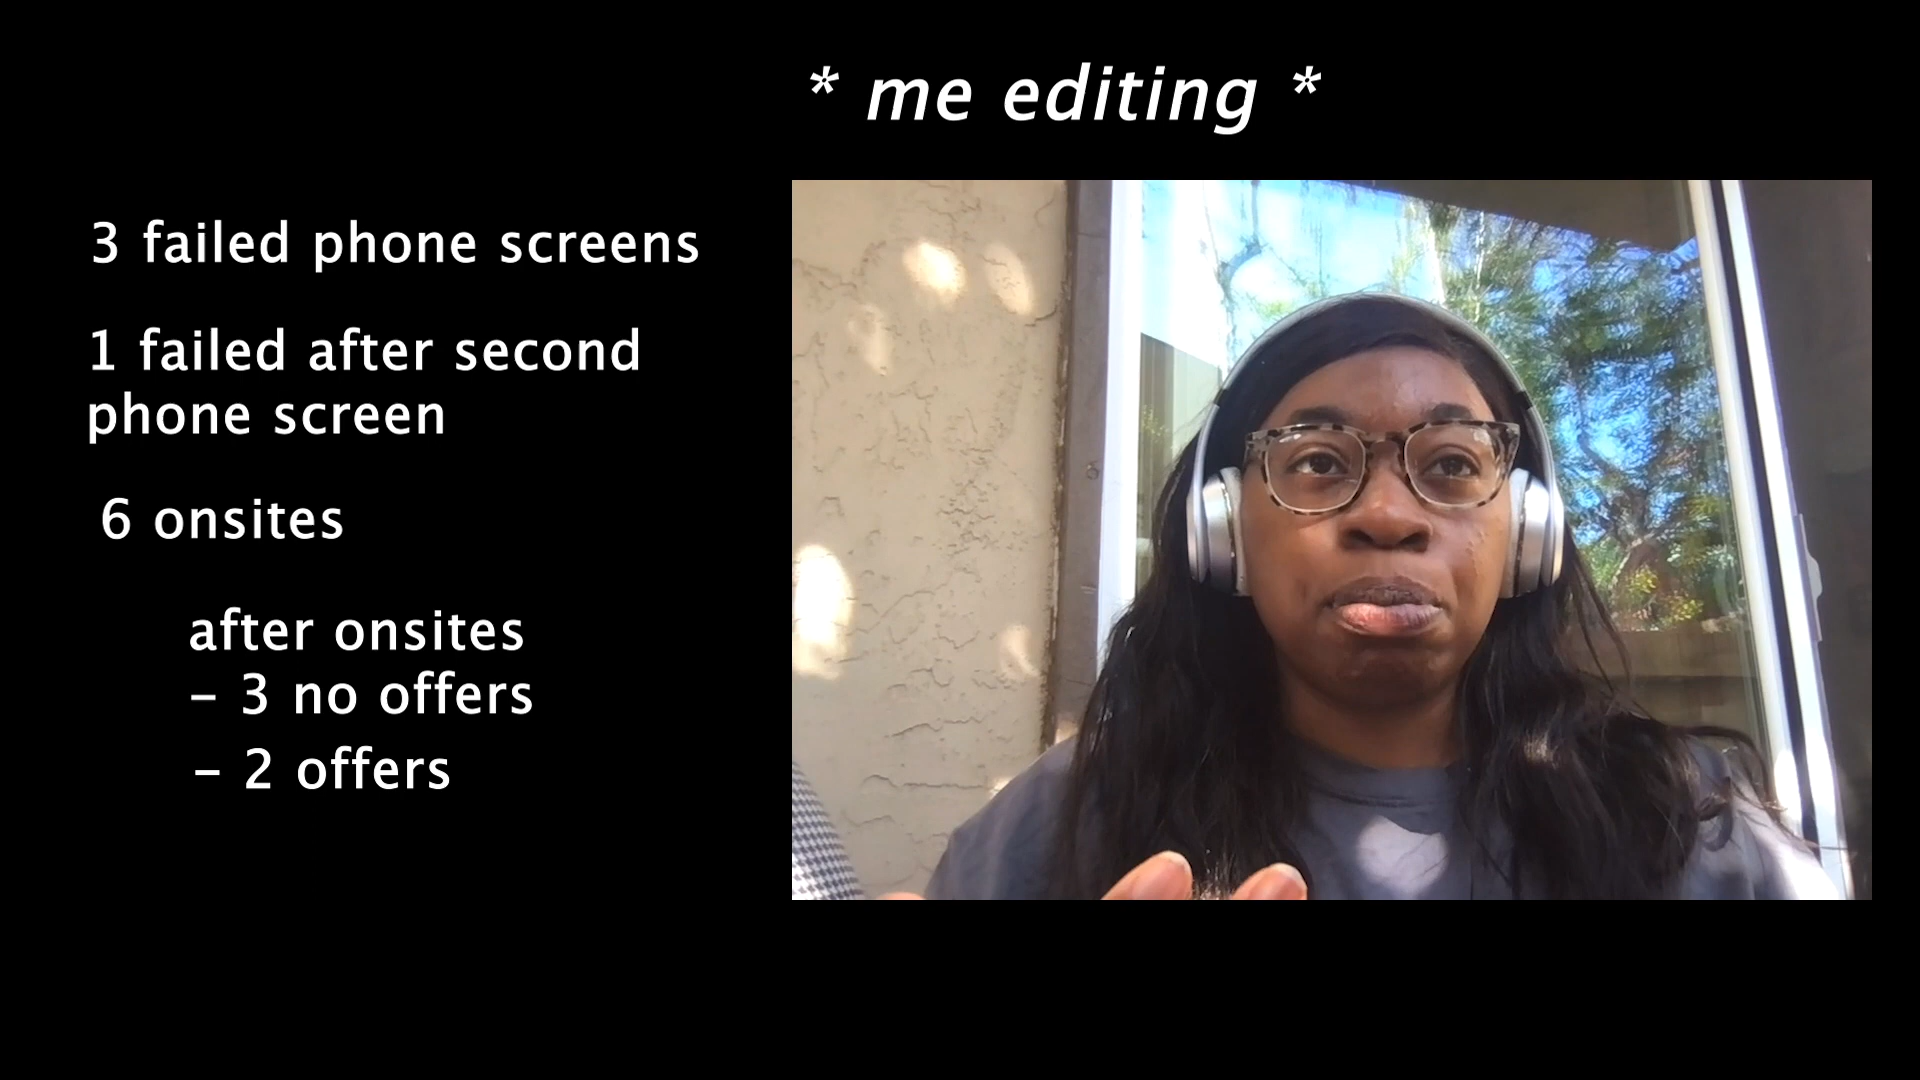 * me editing *
3 failed phone screens
1 failed after second
phone screen
6 onsites
after onsites
– 3 no offers
– 2 offers